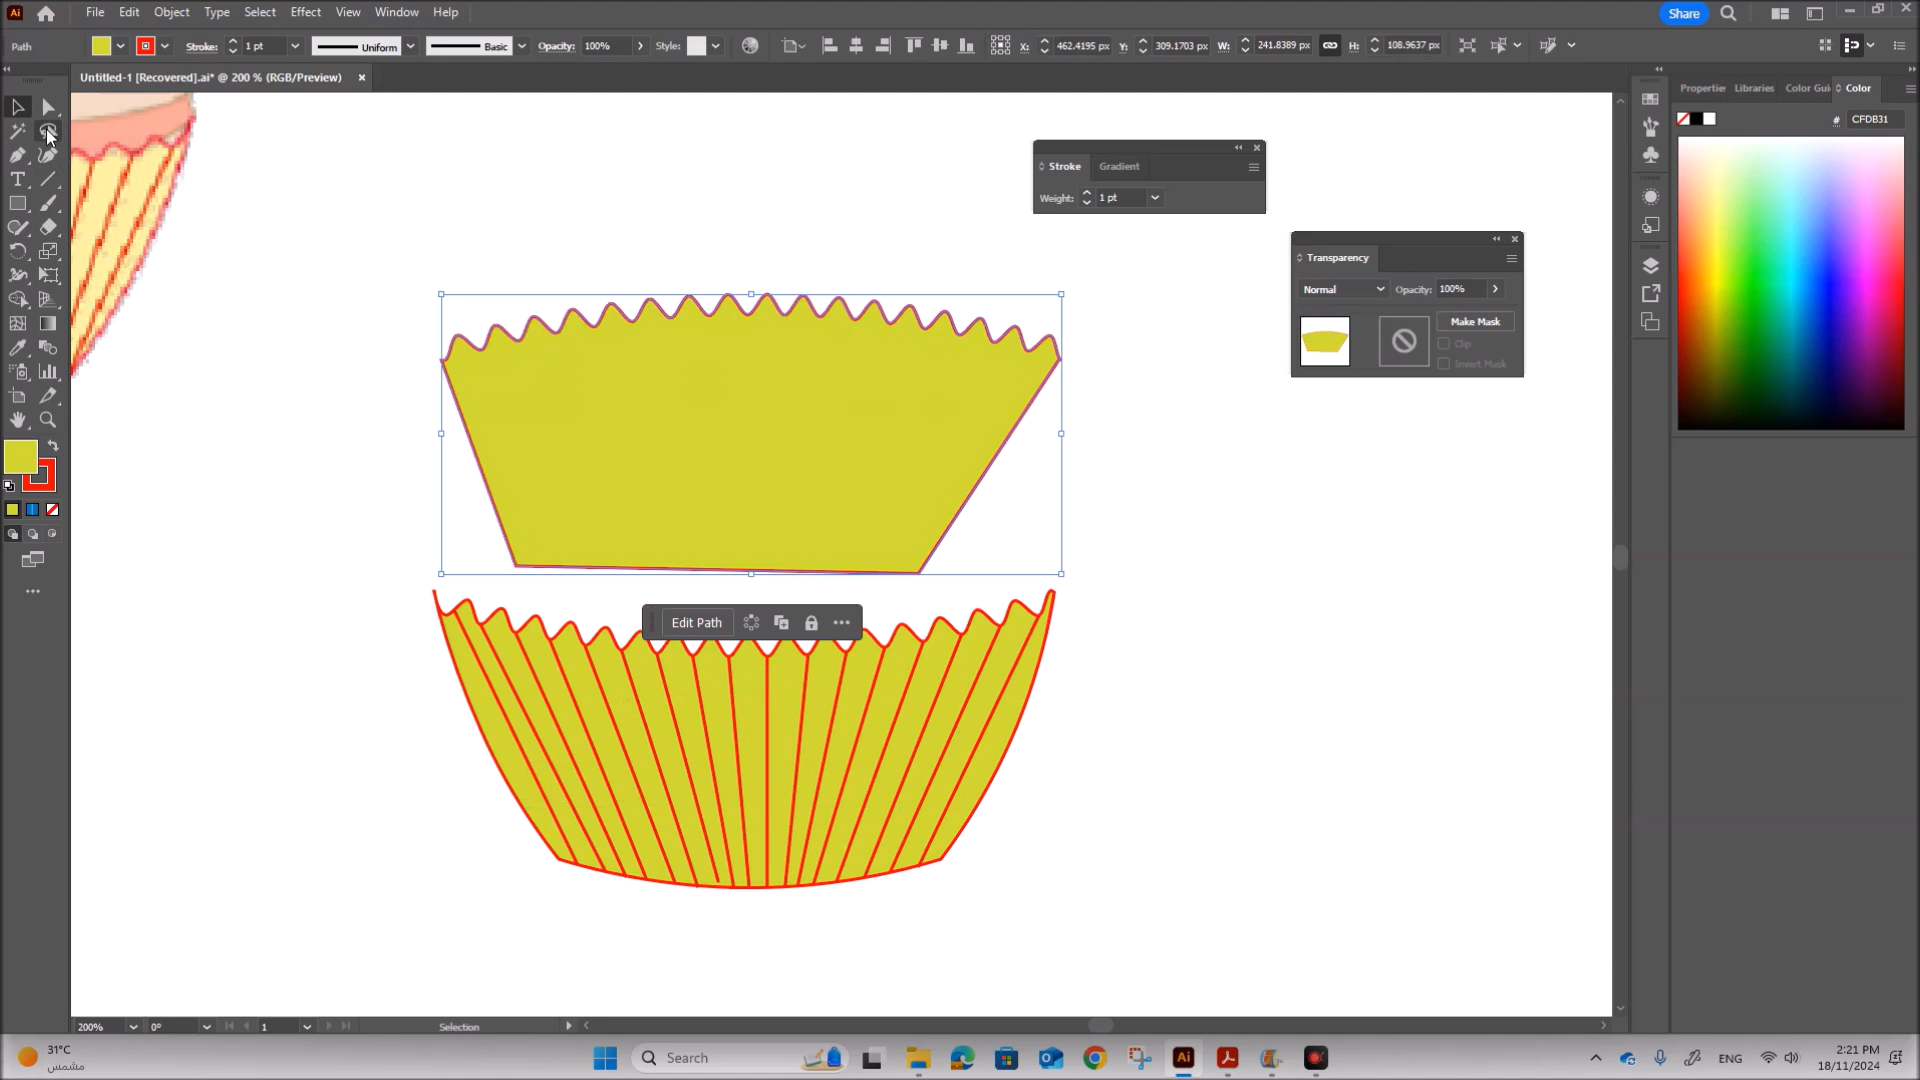 Ai File Edit Object Type Select Effect View Window Help Share
Path Stroke: 1 pt Uniform Basic Opacity: 100% Style: X: 462.4195 px Y: 309.1703 px W: 241.8389 px H: 108.9637 px
Untitled-1 [Recovered].ai* @ 200 % (RGB/Preview)
Propertie Libraries Color Gui Color
# CFDB31
Stroke Gradient
Weight: 1 pt
Transparency
Normal Opacity: 100%
Make Mask
Clip
Invert Mask
T
Edit Path
200% 0° 1 Selection
31°C
مشمس
Search
Ai
ENG
2:21 PM
18/11/2024